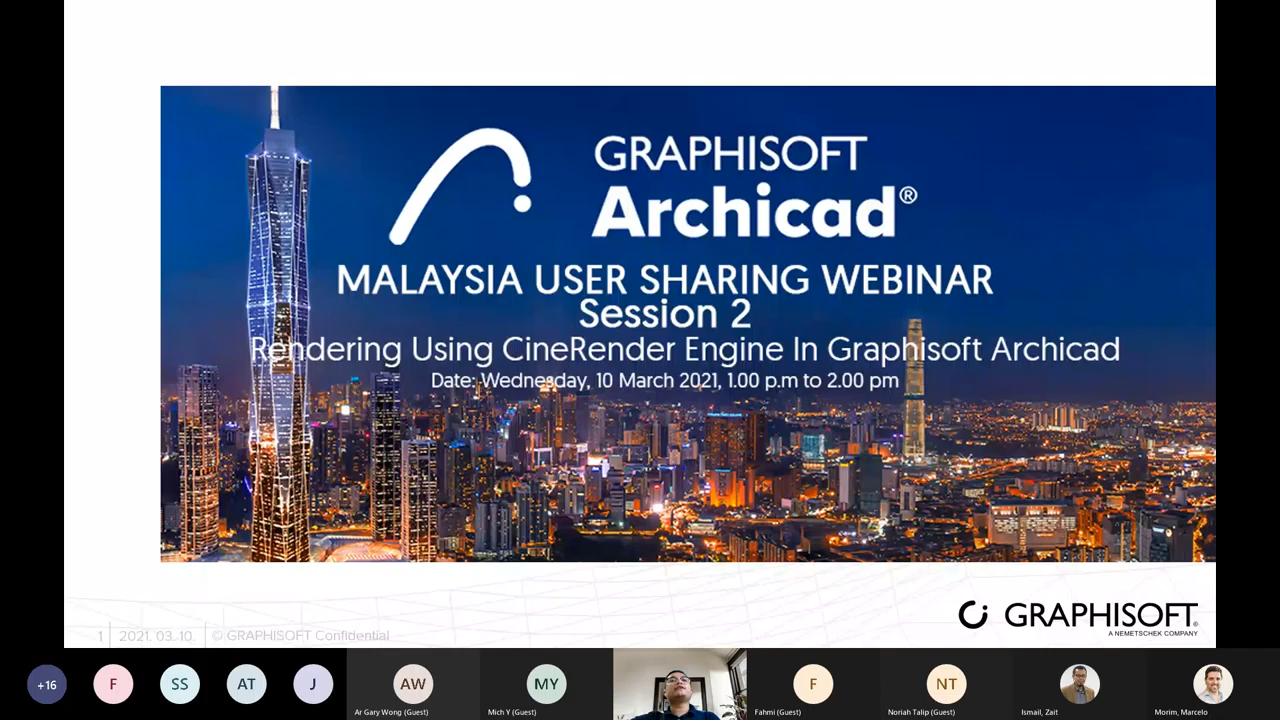 GRAPHISOFT
Archicad®
MALAYSIA USER SHARING WEBINAR
Session 2
Rendering Using CineRender Engine In Graphisoft Archicad
Date: Wednesday, 10 March 2021, 1.00 p.m to 2.00 pm
GRAPHISOFT®
A NEMETSCHEK COMPANY
1 2021. 03. 10. © GRAPHISOFT Confidential
+16 F SS AT J AW MY F NT
Ar Gary Wong (Guest) Mich Y (Guest) Fahmi (Guest) Noriah Talip (Guest) Ismail, Zait Morim, Marcelo